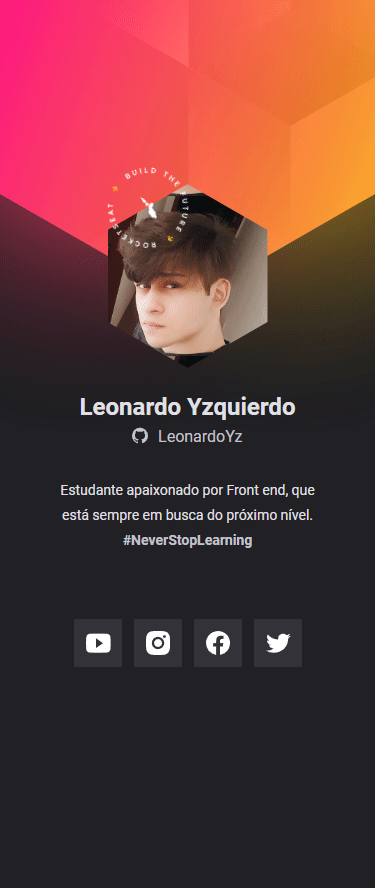 BUILD THE FUTURE
ROCKETSEAT
Leonardo Yzquierdo
LeonardoYz
Estudante apaixonado por Front end, que
está sempre em busca do próximo nível.
#NeverStopLearning